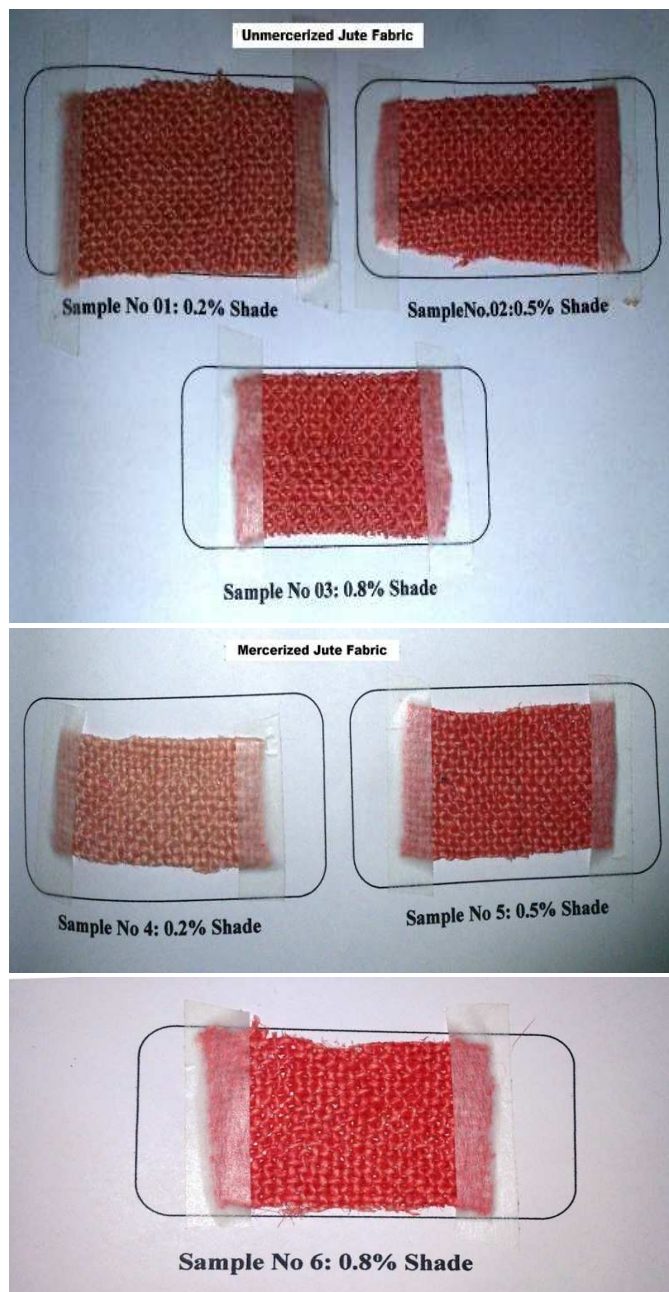 Unmercerized Jute Fabric
Sample No 01: 0.2% Shade
SampleNo.02:0.5% Shade
Sample No 03: 0.8% Shade
Mercerized Jute Fabric
Sample No 4: 0.2% Shade
Sample No 5: 0.5% Shade
Sample No 6: 0.8% Shade